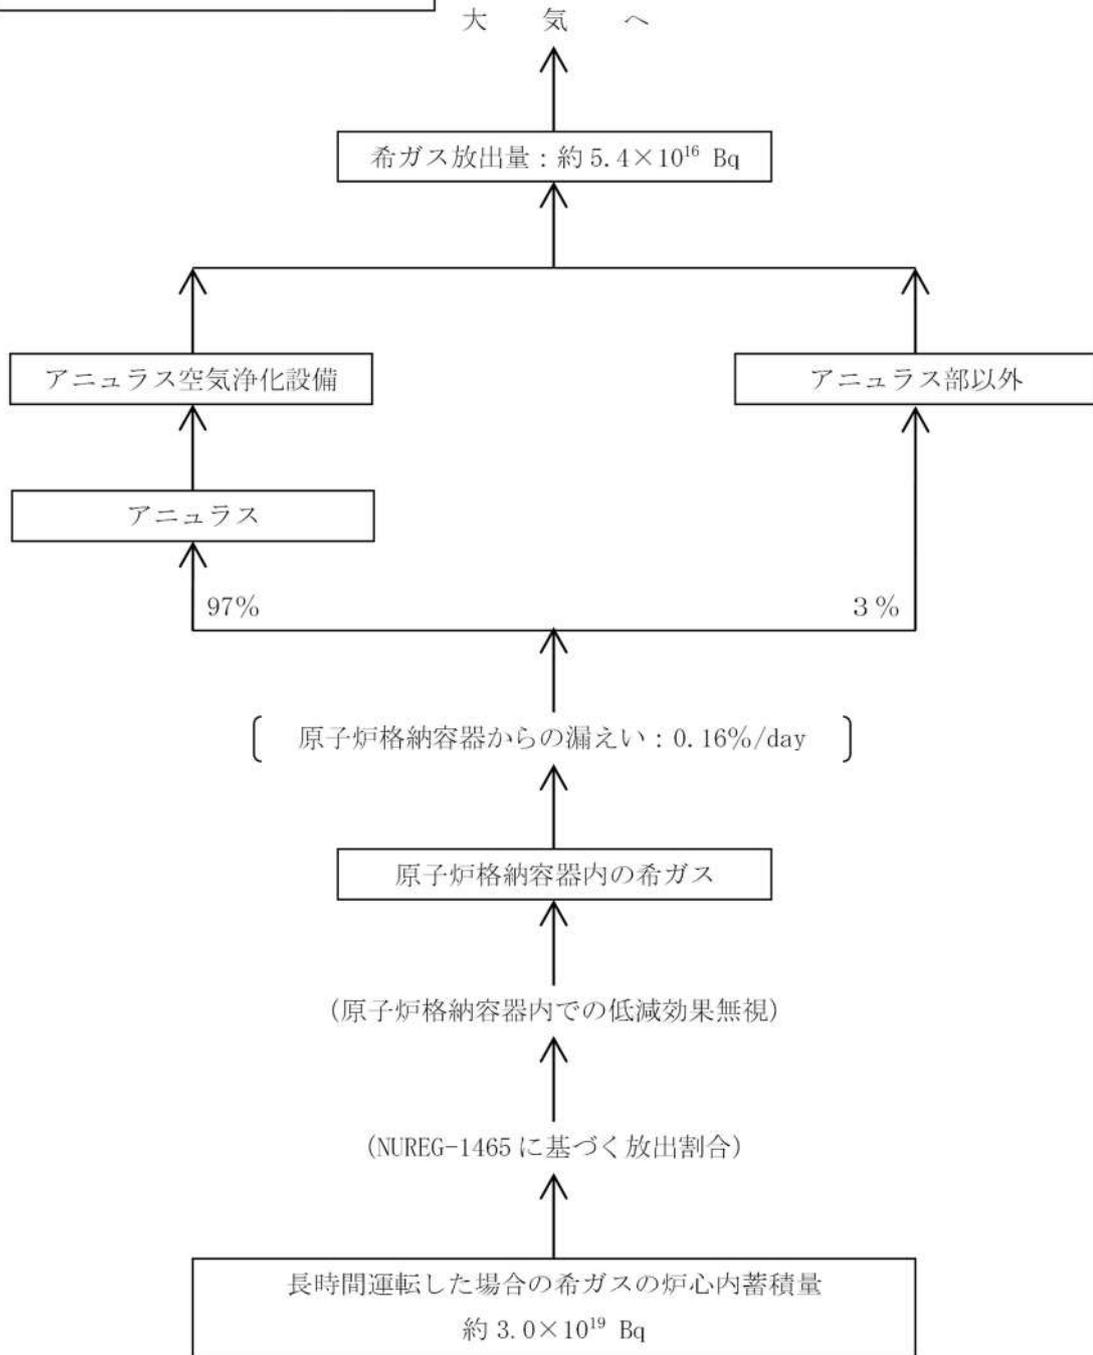 大気へ
希ガス放出量：約 5.4×10¹⁶ Bq
アニュラス空気浄化設備
アニュラス部以外
アニュラス
97%
３%
原子炉格納容器からの漏えい：0.16%/day
原子炉格納容器内の希ガス
(原子炉格納容器内での低減効果無視)
(NUREG-1465 に基づく放出割合)
長時間運転した場合の希ガスの炉心内蓄積量
約 3.0×10¹⁹ Bq